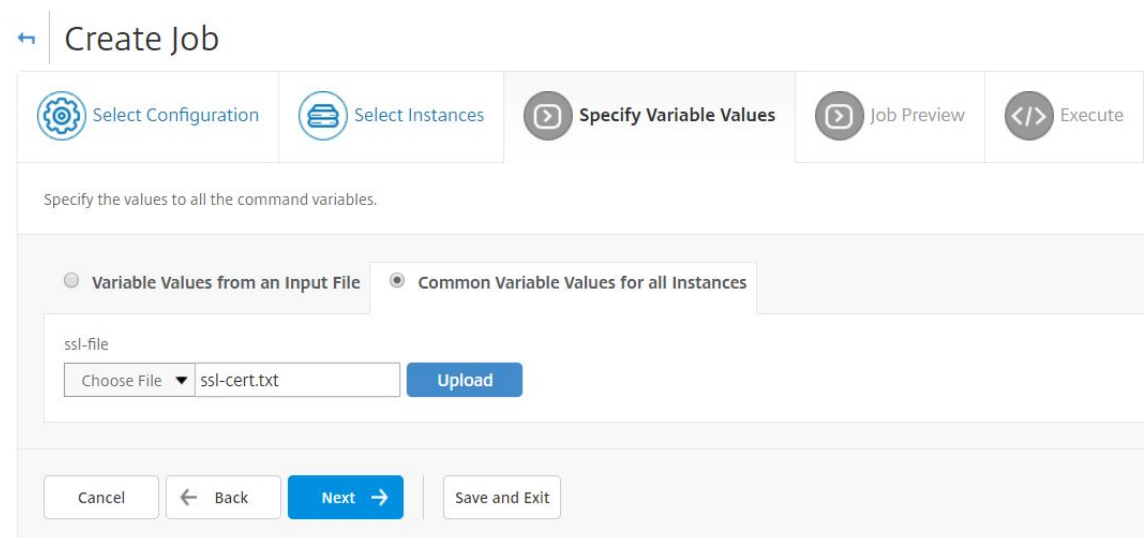 Create Job
Select Configuration
Select Instances
Specify Variable Values
Job Preview
Execute
Specify the values to all the command variables.
Variable Values from an Input File
Common Variable Values for all Instances
ssl-file
Choose File ssl-cert.txt Upload
Cancel
Back
Next
Save and Exit